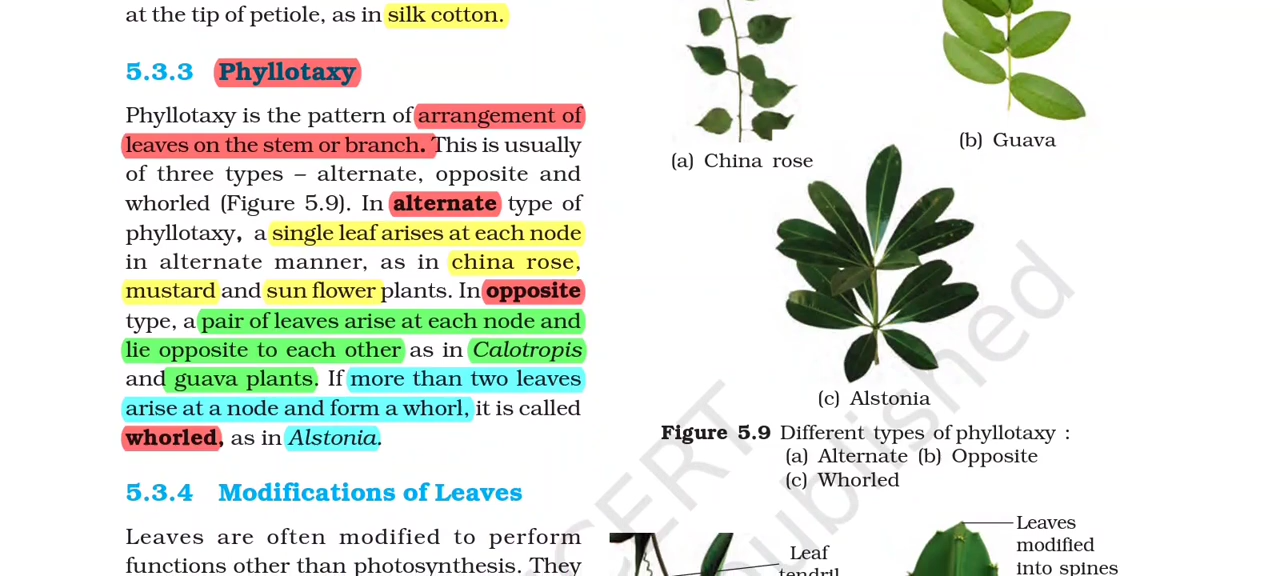 at the tip of petiole, as in silk cotton.
5.3.3 Phyllotaxy
Phyllotaxy is the pattern of arrangement of
leaves on the stem or branch. This is usually
of three types – alternate, opposite and
whorled (Figure 5.9). In alternate type of
phyllotaxy, a single leaf arises at each node
in alternate manner, as in china rose,
mustard and sun flower plants. In opposite
type, a pair of leaves arise at each node and
lie opposite to each other as in Calotropis
and guava plants. If more than two leaves
arise at a node and form a whorl, it is called
whorled, as in Alstonia.
5.3.4 Modifications of Leaves
Leaves are often modified to perform
functions other than photosynthesis. They
(a) China rose
(b) Guava
(c) Alstonia
Figure 5.9 Different types of phyllotaxy :
(a) Alternate (b) Opposite
(c) Whorled
Leaf
tendril
Leaves
modified
into spines